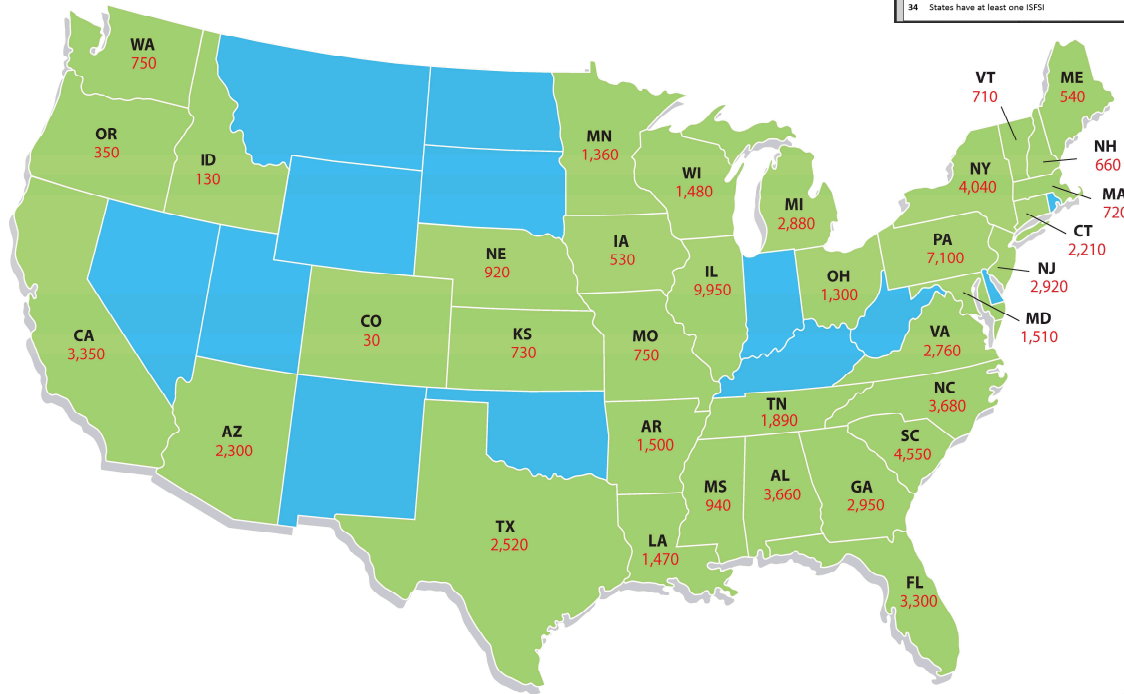 34 States have at least one ISFSI
WA
750
OR
350
ID
130
CA
3,350
AZ
2,300
CO
30
NE
920
KS
730
TX
2,520
MN
1,360
IA
530
MO
750
AR
1,500
LA
1,470
WI
1,480
IL
9,950
MI
2,880
OH
1,300
TN
1,890
MS
940
AL
3,660
GA
2,950
FL
3,300
SC
4,550
NC
3,680
VA
2,760
PA
7,100
NY
4,040
VT
710
ME
540
NH
660
MA
720
CT
2,210
NJ
2,920
MD
1,510